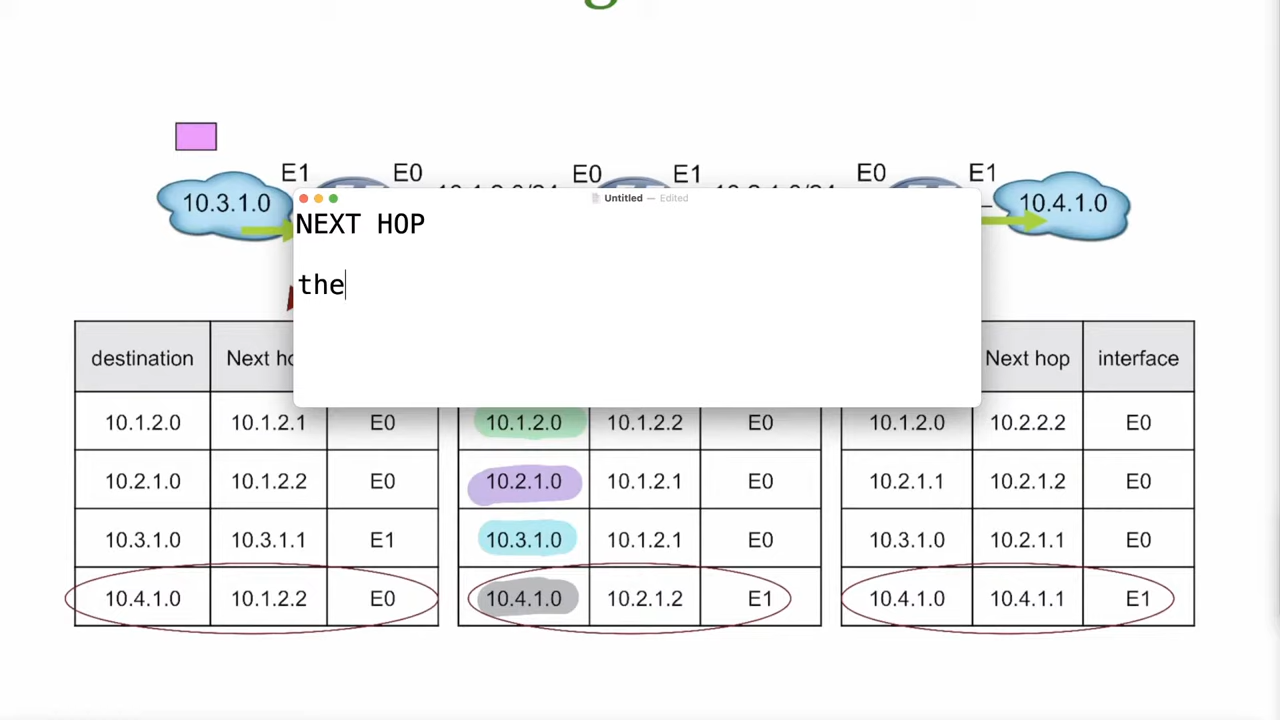 g
E1 E0 E0 E1 E0 E1
10.3.1.0 10.4.1.0
Untitled — Edited
NEXT HOP
the
destination Next ho Next hop interface
10.1.2.0 10.1.2.1 E0 10.1.2.0 10.1.2.2 E0 10.1.2.0 10.2.2.2 E0
10.2.1.0 10.1.2.2 E0 10.2.1.0 10.1.2.1 E0 10.2.1.1 10.2.1.2 E0
10.3.1.0 10.3.1.1 E1 10.3.1.0 10.1.2.1 E0 10.3.1.0 10.2.1.1 E0
10.4.1.0 10.1.2.2 E0 10.4.1.0 10.2.1.2 E1 10.4.1.0 10.4.1.1 E1